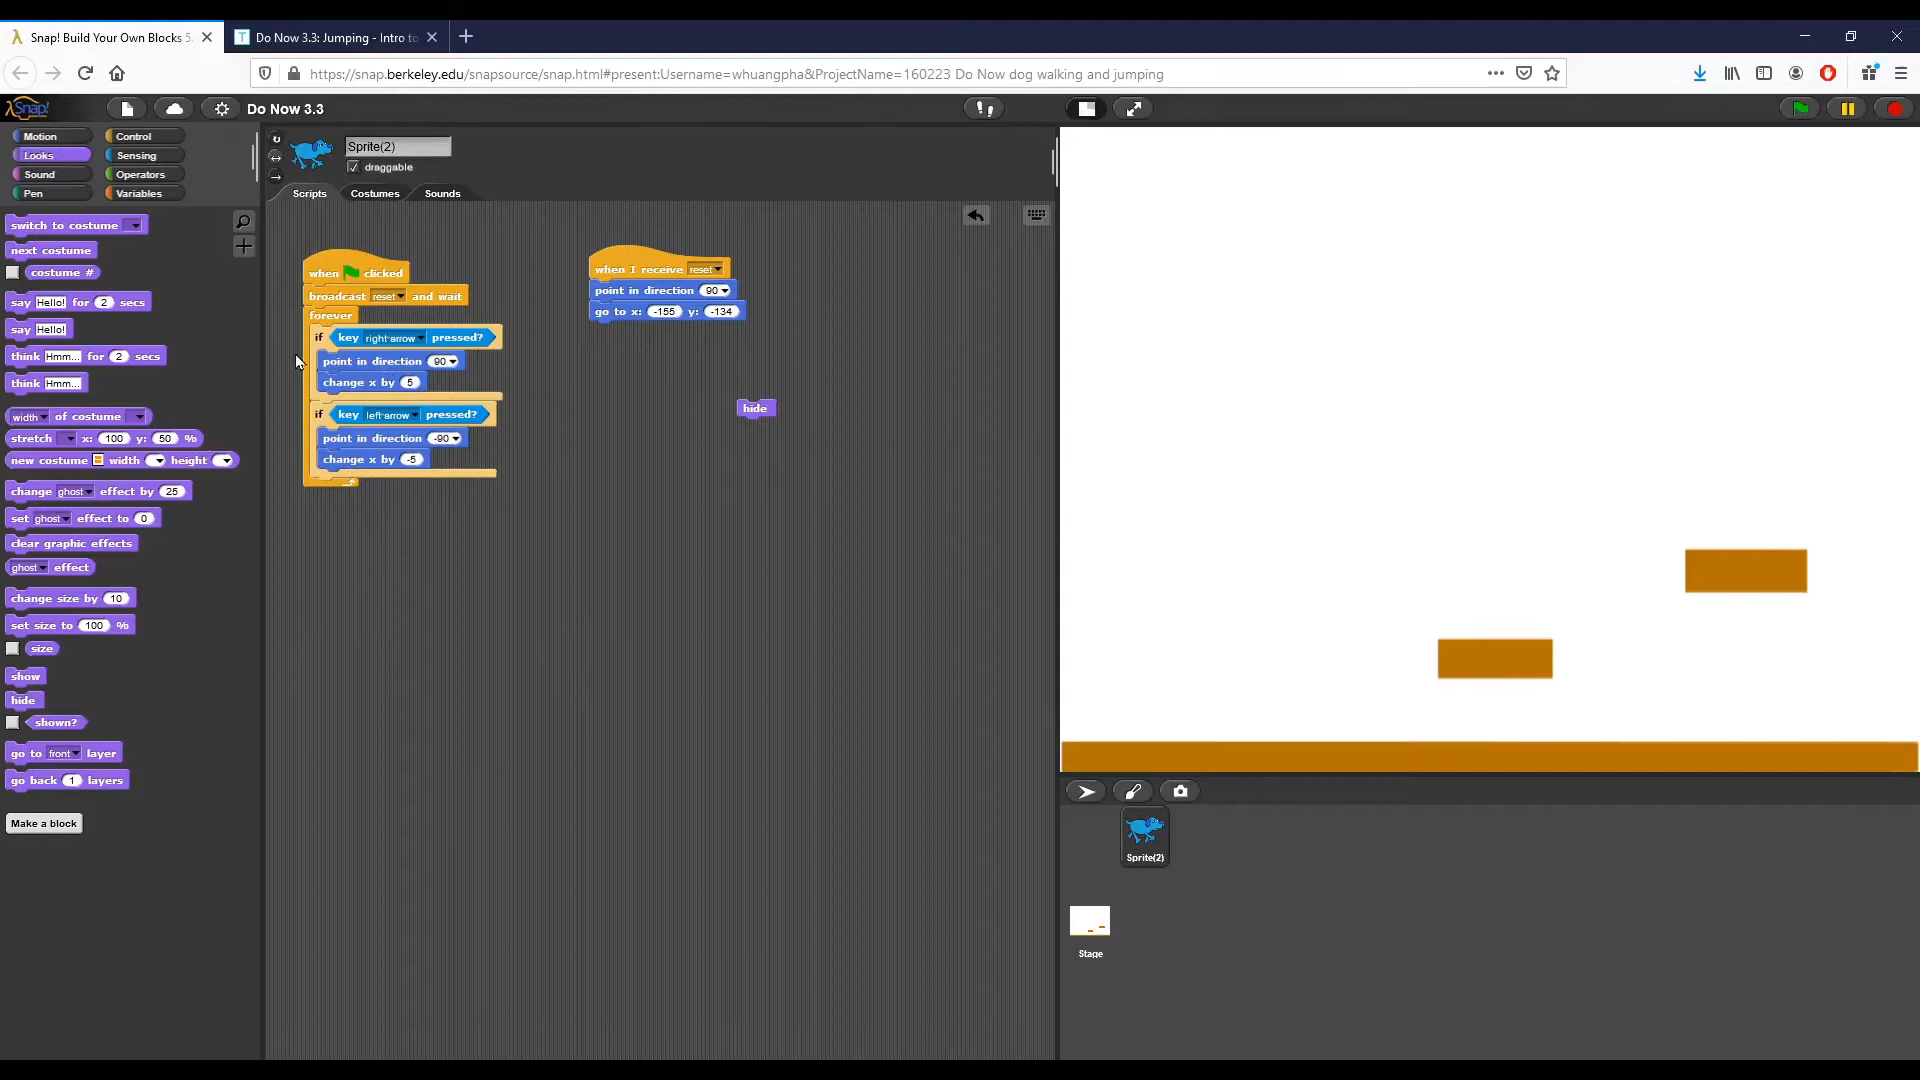 Snap! Build Your Own Blocks 5.
Do Now 3.3: Jumping - Intro to
https://snap.berkeley.edu/snapsource/snap.html#present:Username=whuangpha&ProjectName=160223 Do Now dog walking and jumping
Snap!
Do Now 3.3
Motion
Control
Looks
Sensing
Sound
Operators
Pen
Variables
Sprite(2)
draggable
Scripts
Costumes
Sounds
switch to costume
next costume
costume #
say Hello! for 2 secs
say Hello!
think Hmm... for 2 secs
think Hmm...
width of costume
stretch x: 100 y: 50 %
new costume width height
change ghost effect by 25
set ghost effect to 0
clear graphic effects
ghost effect
change size by 10
set size to 100 %
size
show
hide
shown?
go to front layer
go back 1 layers
Make a block
when clicked
broadcast reset and wait
forever
if key right arrow pressed?
point in direction 90
change x by 5
if key left arrow pressed?
point in direction -90
change x by -5
when I receive reset
point in direction 90
go to x: -155 y: -134
hide
Sprite(2)
Stage